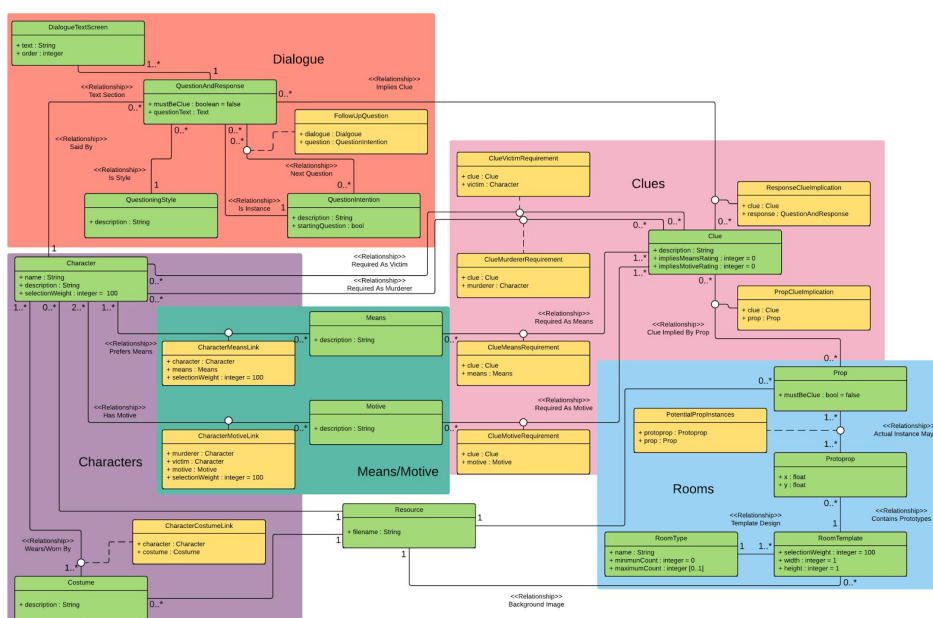 DialogueTextScreen
+ text : String
+ order : integer
Dialogue
1..*
1
<<Relationship>>
Text Section
QuestionAndResponse
+ mustBeClue : boolean = false
+ questionText : Text
0..*
0..*
<<Relationship>>
Implies Clue
0..*
0..*
0..*
FollowUpQuestion
+ dialogue : Dialgoue
+ question : QuestionIntention
<<Relationship>>
Said By
<<Relationship>>
Is Style
<<Relationship>>
Next Question
1
<<Relationship>>
Is Instance
1
0..*
QuestioningStyle
+ description : String
QuestionIntention
+ description : String
+ startingQuestion : bool
ClueVictimRequirement
+ clue : Clue
+ victim : Character
Clues
ResponseClueImplication
+ clue : Clue
+ response : QuestionAndResponse
0..*
0..*
0..*
Clue
+ description : String
+ impliesMeansRating : integer = 0
+ impliesMotiveRating : integer = 0
1..*
1..*
0..*
1
Character
+ name : String
+ description : String
+ selectionWeight : integer = 100
<<Relationship>>
Required As Victim
0..*
<<Relationship>>
Required As Murderer
0..*
ClueMurdererRequirement
+ clue : Clue
+ murderer : Character
1..*
0..*
2..*
1..*
PropClueImplication
+ clue : Clue
+ prop : Prop
<<Relationship>>
Prefers Means
Means
+ description : String
0..*
0..*
<<Relationship>>
Required As Means
<<Relationship>>
Clue Implied By Prop
CharacterMeansLink
+ character : Character
+ means : Means
+ selectionWeight : integer = 100
ClueMeansRequirement
+ clue : Clue
+ means : Means
0..*
0..*
Prop
+ mustBeClue : bool = false
<<Relationship>>
Has Motive
Motive
+ description : String
0..*
0..*
<<Relationship>>
Required As Motive
PotentialPropInstances
+ protoprop : Protoprop
+ prop : Prop
1..*
<<Relationship>>
Actual Instance May
1..*
CharacterMotiveLink
+ murderer : Character
+ victim : Character
+ motive : Motive
+ selectionWeight : integer = 100
ClueMotiveRequirement
+ clue : Clue
+ motive : Motive
Characters
Means/Motive
Protoprop
+ x : float
+ y : float
Rooms
0..*
<<Relationship>>
Contains Prototypes
1
Resource
+ filename : String
1
1
1
1
<<Relationship>>
Template Design
CharacterCostumeLink
+ character : Character
+ costume : Costume
<<Relationship>>
Wears/Worn By
1..*
RoomType
+ name : String
+ minimunCount : integer = 0
+ maximumCount : integer [0..1]
1
1..*
RoomTemplate
+ selectionWeight : integer = 100
+ width : integer = 1
+ height : integer = 1
0..*
Costume
+ description : String
0..*
<<Relationship>>
Background Image